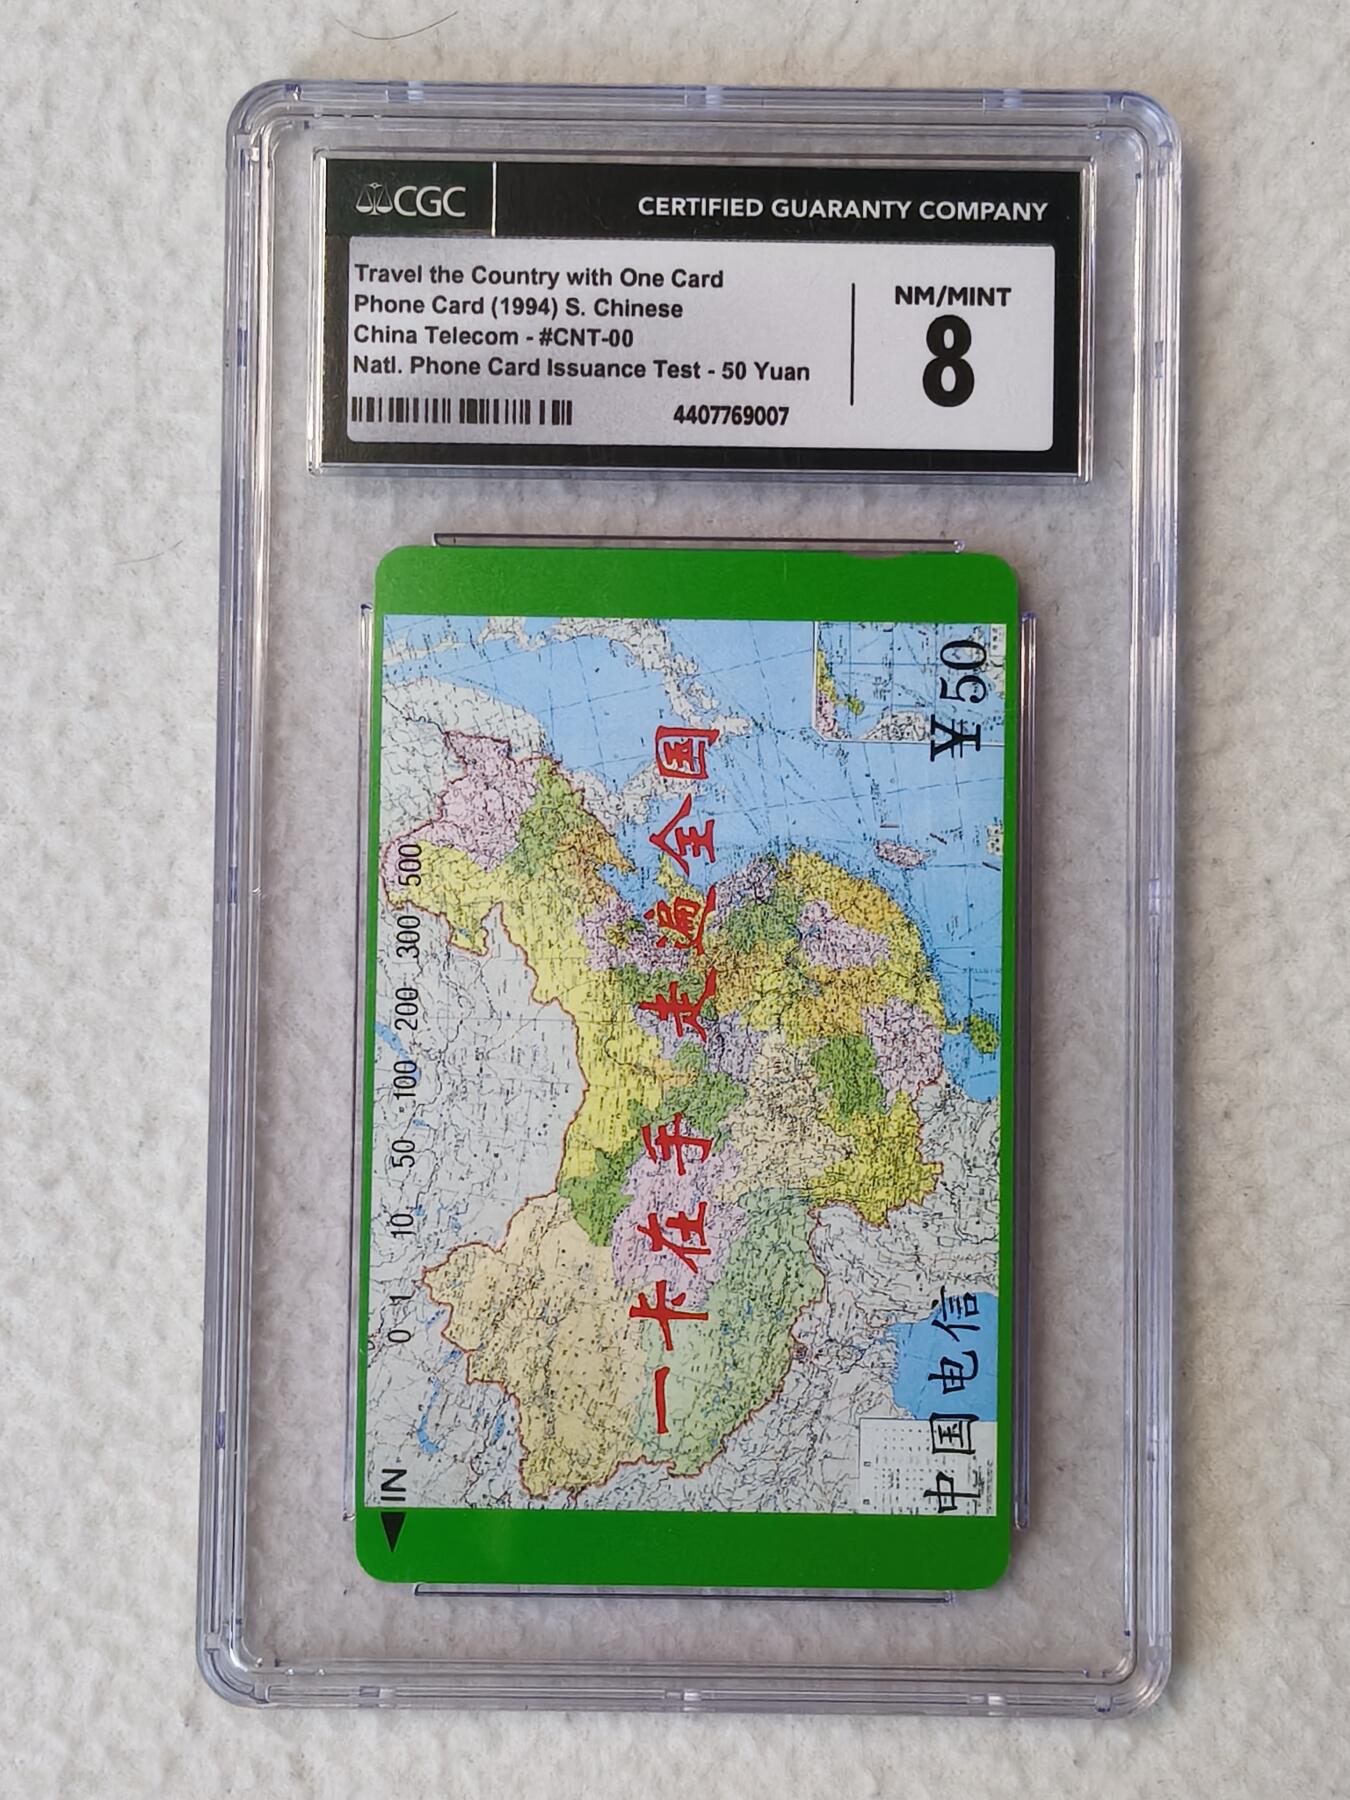 CGC
CERTIFIED GUARANTY COMPANY
Travel the Country with One Card
Phone Card (1994) S. Chinese
China Telecom - #CNT-00
Natl. Phone Card Issuance Test - 50 Yuan
4407769007
NM/MINT
8
IN
0 1 10 50 100 200 300 500
一卡在手走遍全国
中国电信
¥50